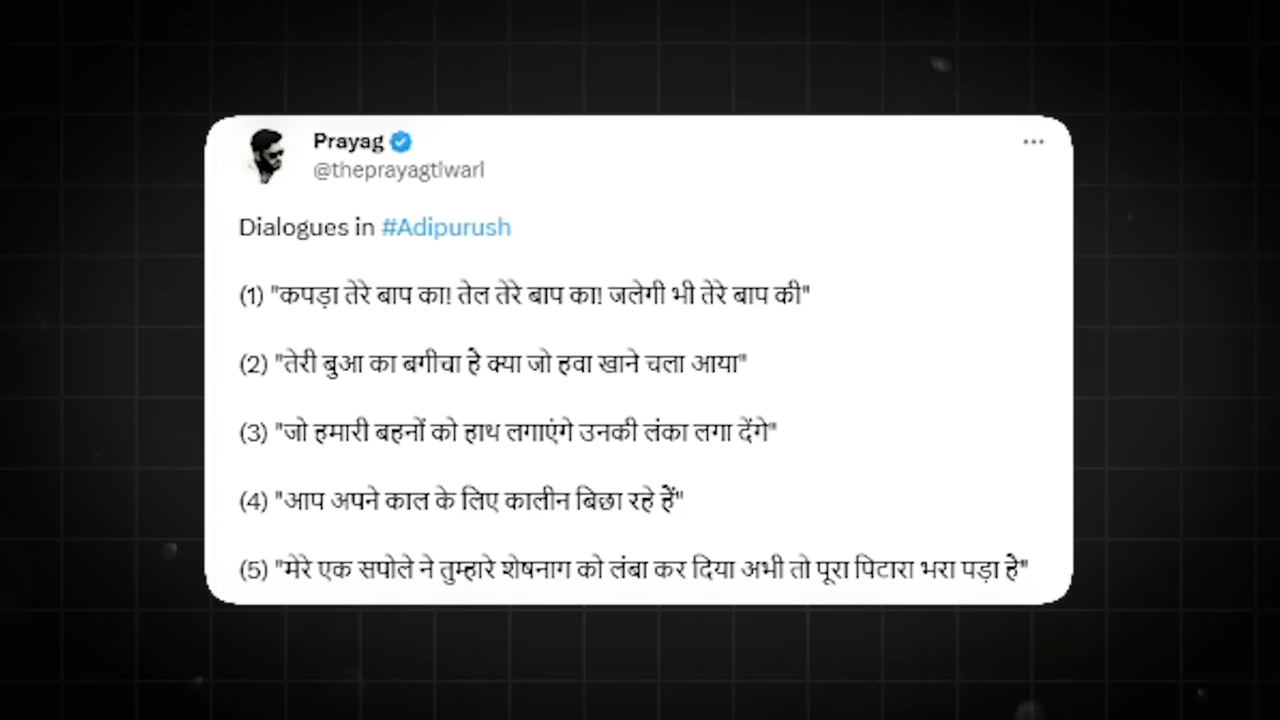 Prayag
@theprayagtiwari
Dialogues in #Adipurush
(1) "कपड़ा तेरे बाप का! तेल तेरे बाप का! जलेगी भी तेरे बाप की"
(2) "तेरी बुआ का बगीचा है क्या जो हवा खाने चला आया"
(3) "जो हमारी बहनों को हाथ लगाएंगे उनकी लंका लगा देंगे"
(4) "आप अपने काल के लिए कालीन बिछा रहे हैं"
(5) "मेरे एक सपोले ने तुम्हारे शेषनाग को लंबा कर दिया अभी तो पूरा पिटारा भरा पड़ा है"